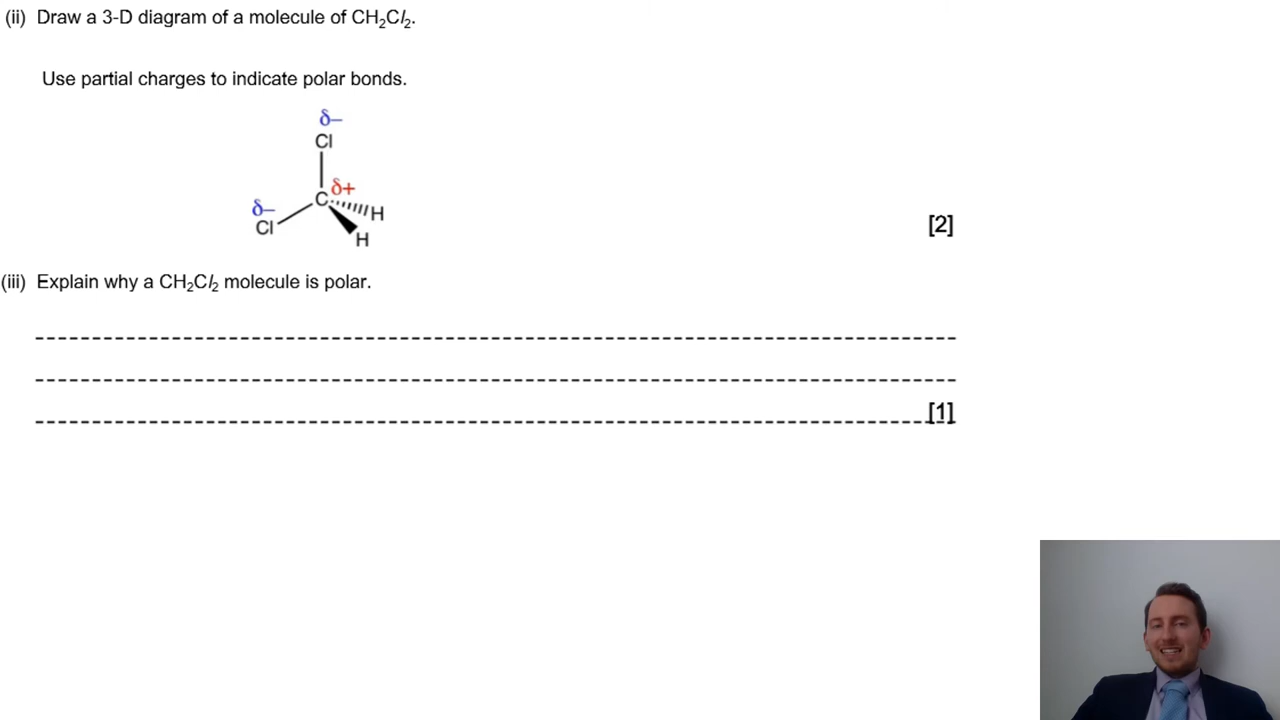 (ii) Draw a 3-D diagram of a molecule of CH₂Cl₂.
Use partial charges to indicate polar bonds.
δ–
Cl
δ+
δ–
C
H
Cl
H
[2]
(iii) Explain why a CH₂Cl₂ molecule is polar.
[1]